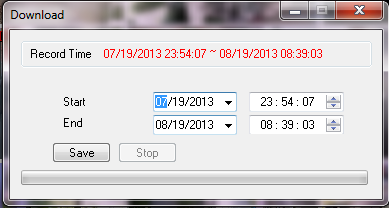 Download
Record Time 07/19/2013 23:54:07 ~ 08/19/2013 08:39:03
Start 07/19/2013 23 : 54 : 07
End 08/19/2013 08 : 39 : 03
Save Stop